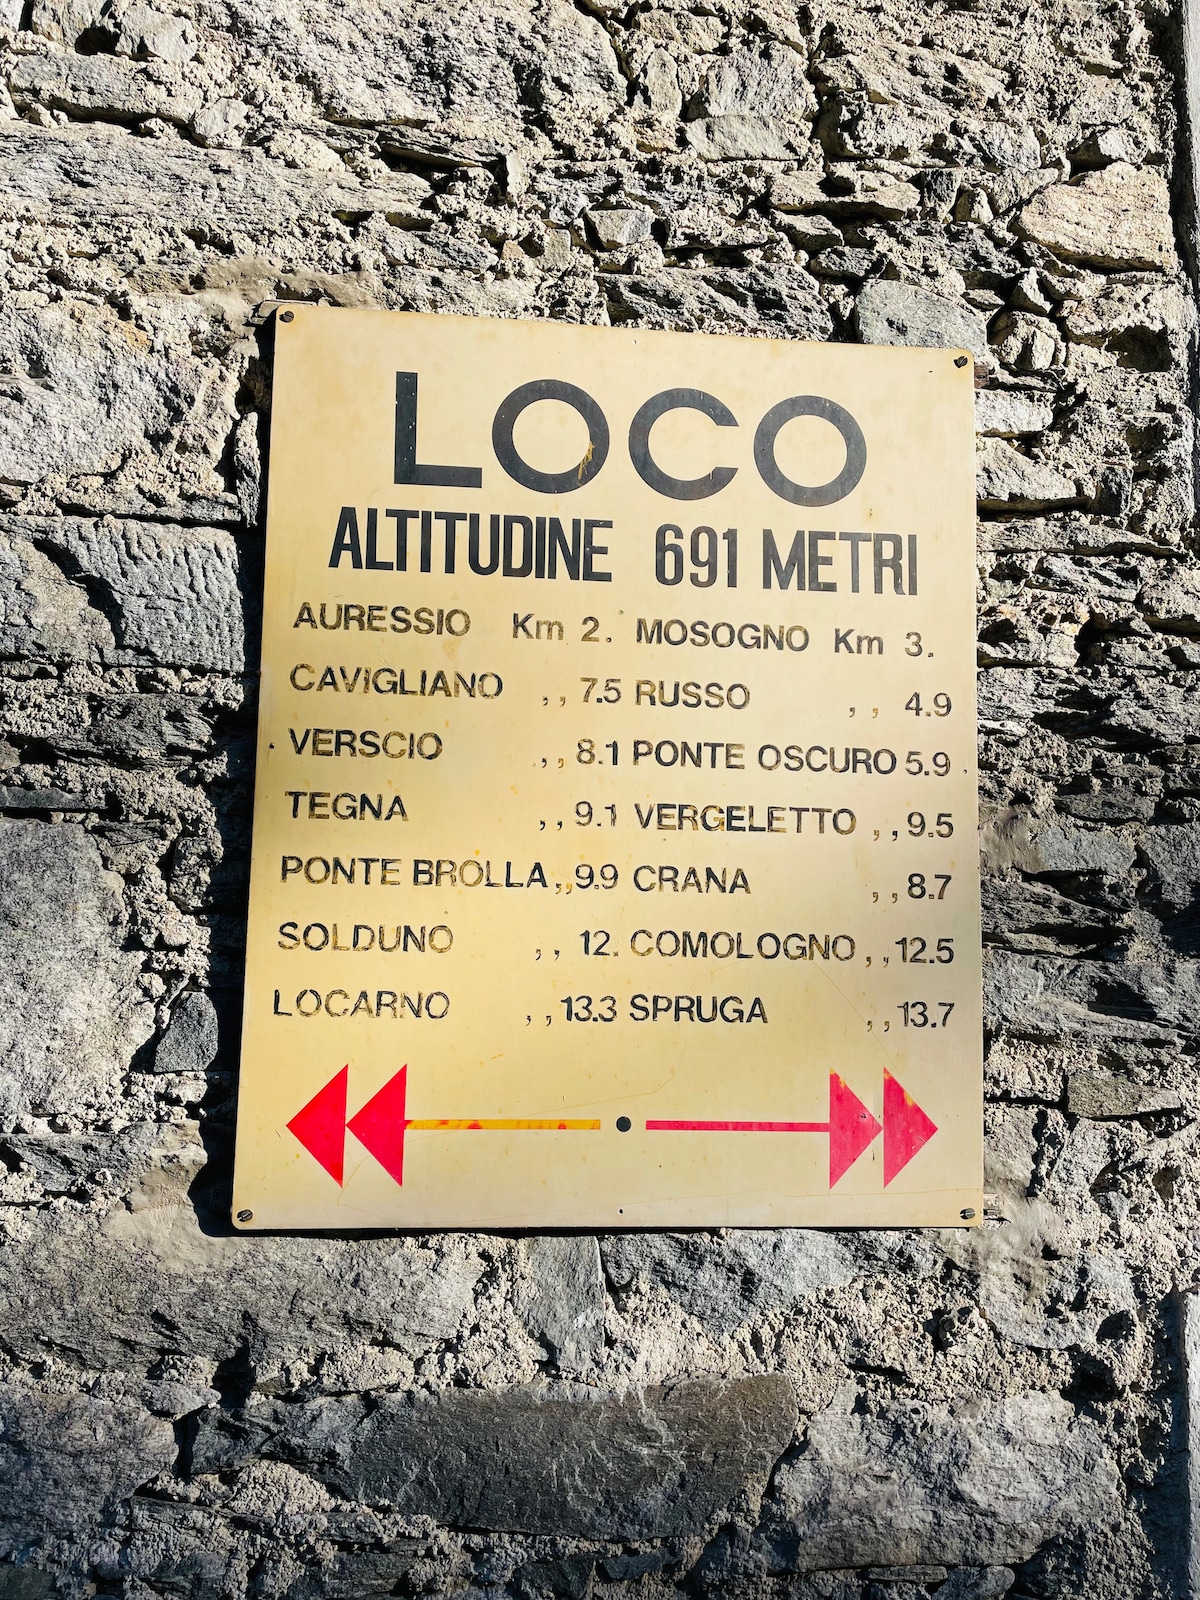 LOCO
ALTITUDINE 691 METRI
AURESSIO Km 2. MOSOGNO Km 3.
CAVIGLIANO ,, 7.5 RUSSO ,, 4.9
VERSCIO ,, 8.1 PONTE OSCURO 5.9
TEGNA ,, 9.1 VERGELETTO ,, 9.5
PONTE BROLLA ,, 9.9 CRANA ,, 8.7
SOLDUNO ,, 12. COMOLOGNO ,, 12.5
LOCARNO ,, 13.3 SPRUGA ,, 13.7